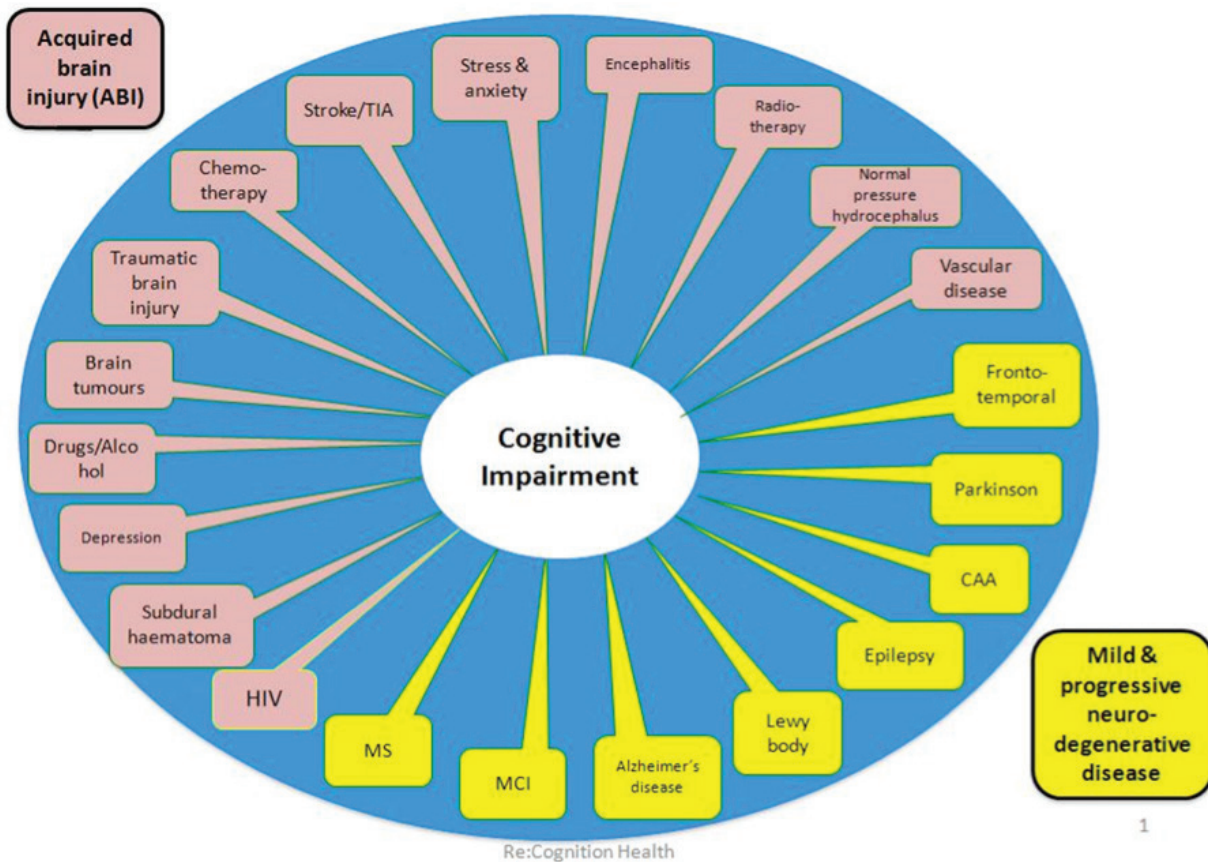 Acquired
brain
injury (ABI)
Stress &
anxiety
Encephalitis
Stroke/TIA
Radio-
therapy
Chemo-
therapy
Normal
pressure
hydrocephalus
Traumatic
brain
injury
Vascular
disease
Brain
tumours
Fronto-
temporal
Cognitive
Impairment
Drugs/Alco
hol
Parkinson
Depression
CAA
Subdural
haematoma
Epilepsy
HIV
MS
MCI
Alzheimer´s
disease
Lewy
body
Mild &
progressive
neuro-
degenerative
disease
1
Re:Cognition Health